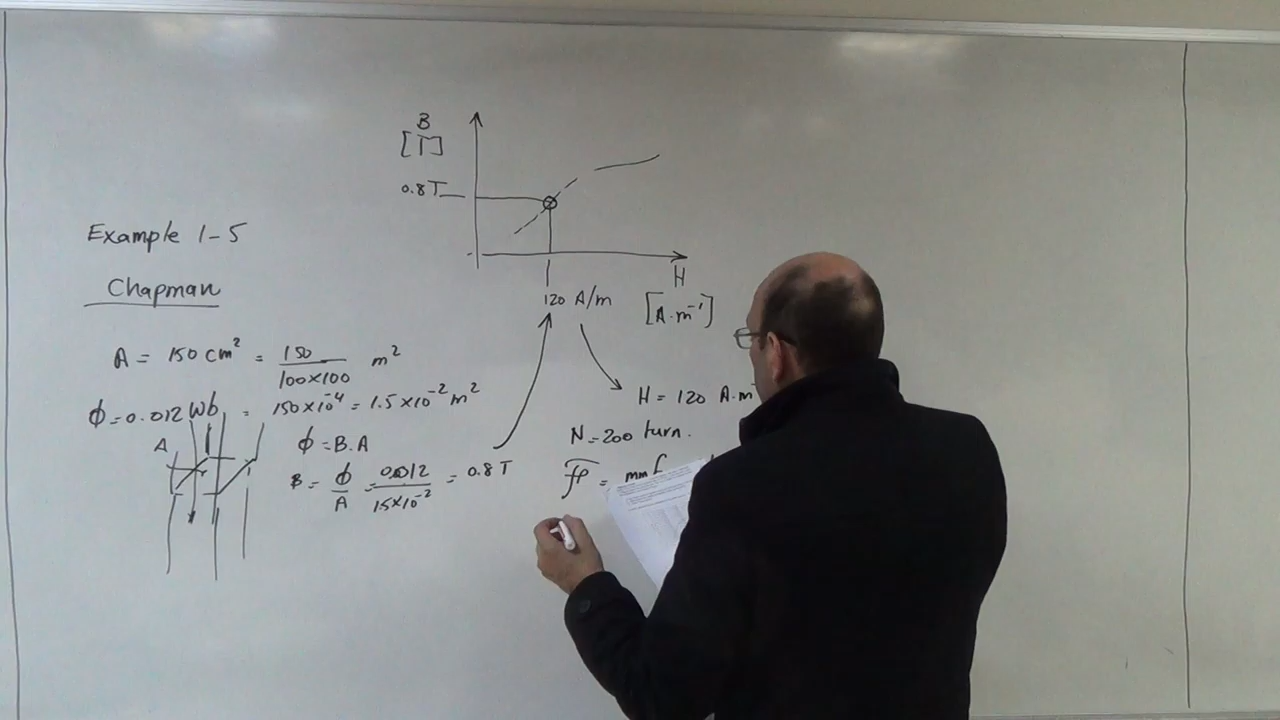 B
[T]
0.8T
Example 1-5
Chapman
H
120 A/m
[A·m⁻¹]
A = 150 cm² = 150/100×100 m²
ϕ=0.012 Wb = 150×10⁻⁴ = 1.5×10⁻² m²
A
ϕ = B.A
B = ϕ/A = 0.012/1.5×10⁻² = 0.8 T
H = 120 A.m
N=200 turn.
= mmf